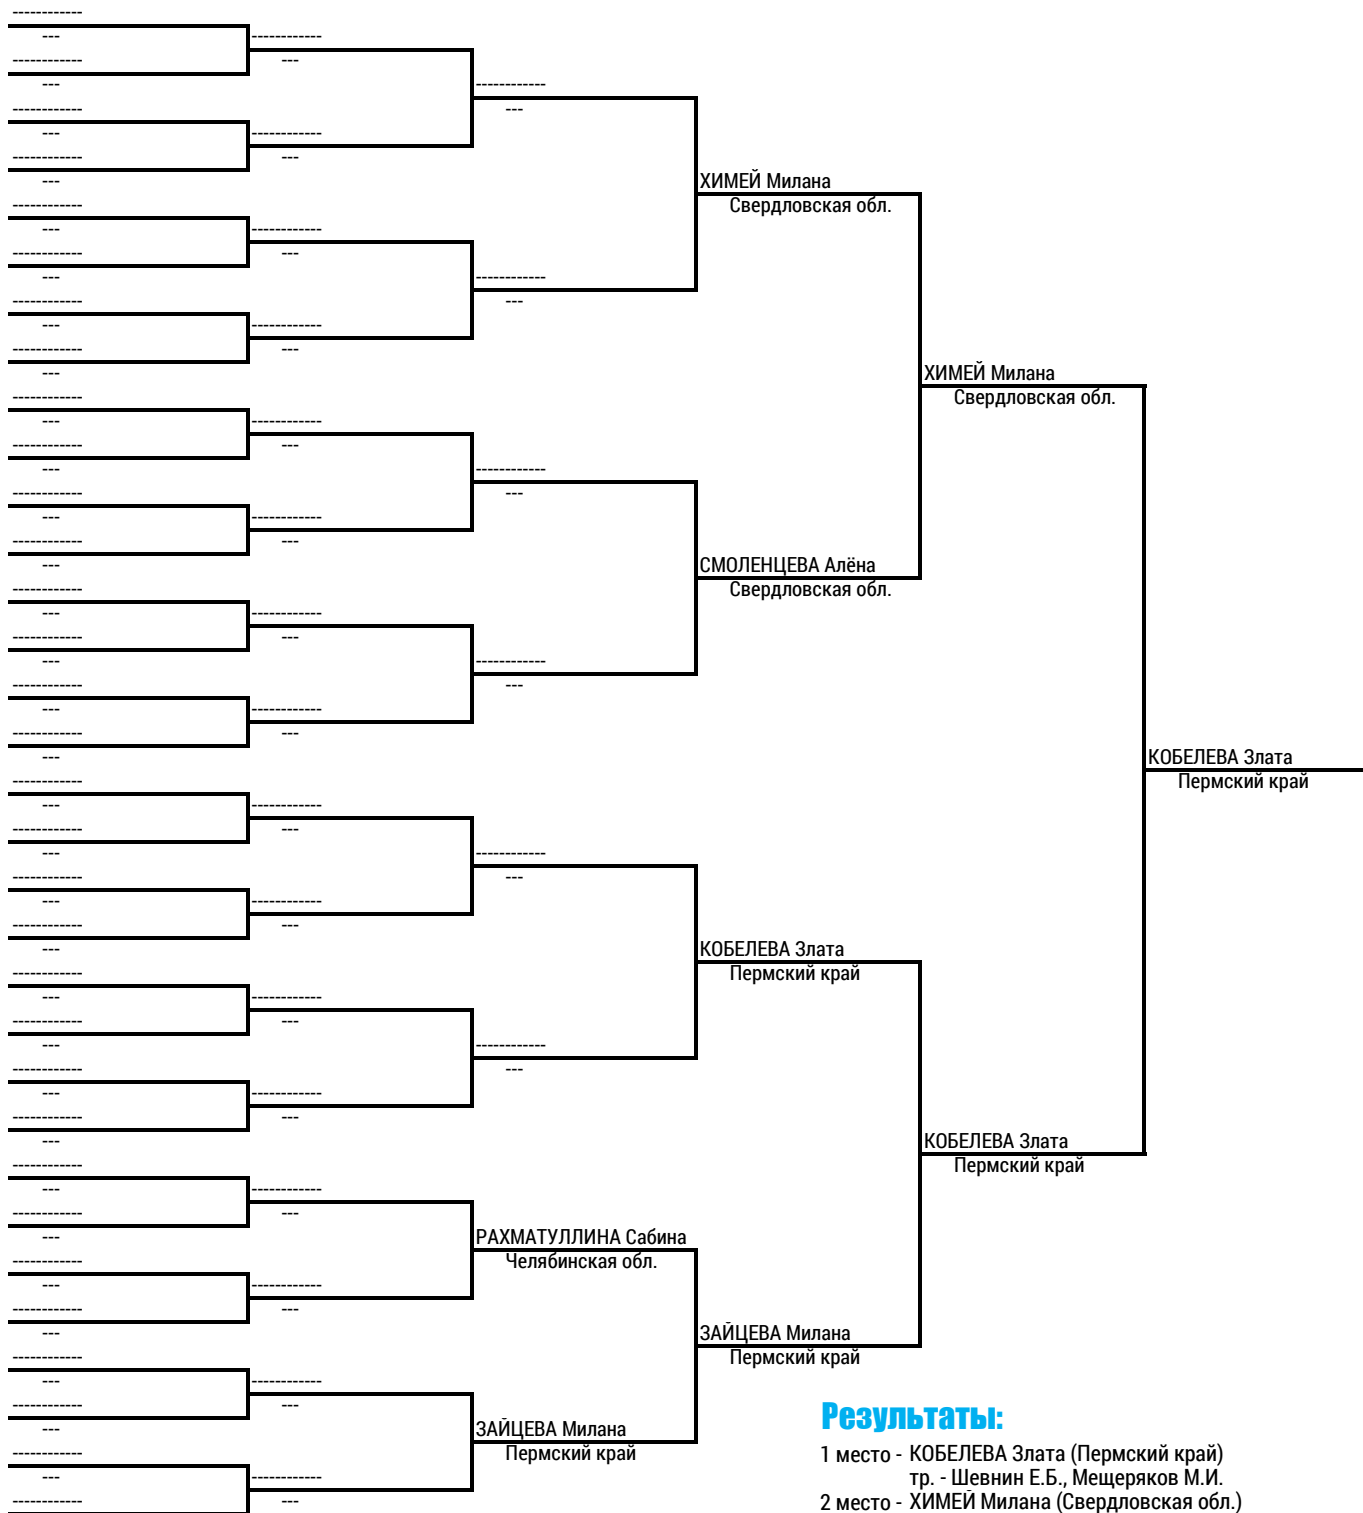 ХИМЕЙ Милана
Свердловская обл.
ХИМЕЙ Милана
Свердловская обл.
СМОЛЕНЦЕВА Алёна
Свердловская обл.
КОБЕЛЕВА Злата
Пермский край
КОБЕЛЕВА Злата
Пермский край
КОБЕЛЕВА Злата
Пермский край
РАХМАТУЛЛИНА Сабина
Челябинская обл.
ЗАЙЦЕВА Милана
Пермский край
ЗАЙЦЕВА Милана
Пермский край
Результаты:
1 место - КОБЕЛЕВА Злата (Пермский край)
тр. - Шевнин Е.Б., Мещеряков М.И.
2 место - ХИМЕЙ Милана (Свердловская обл.)